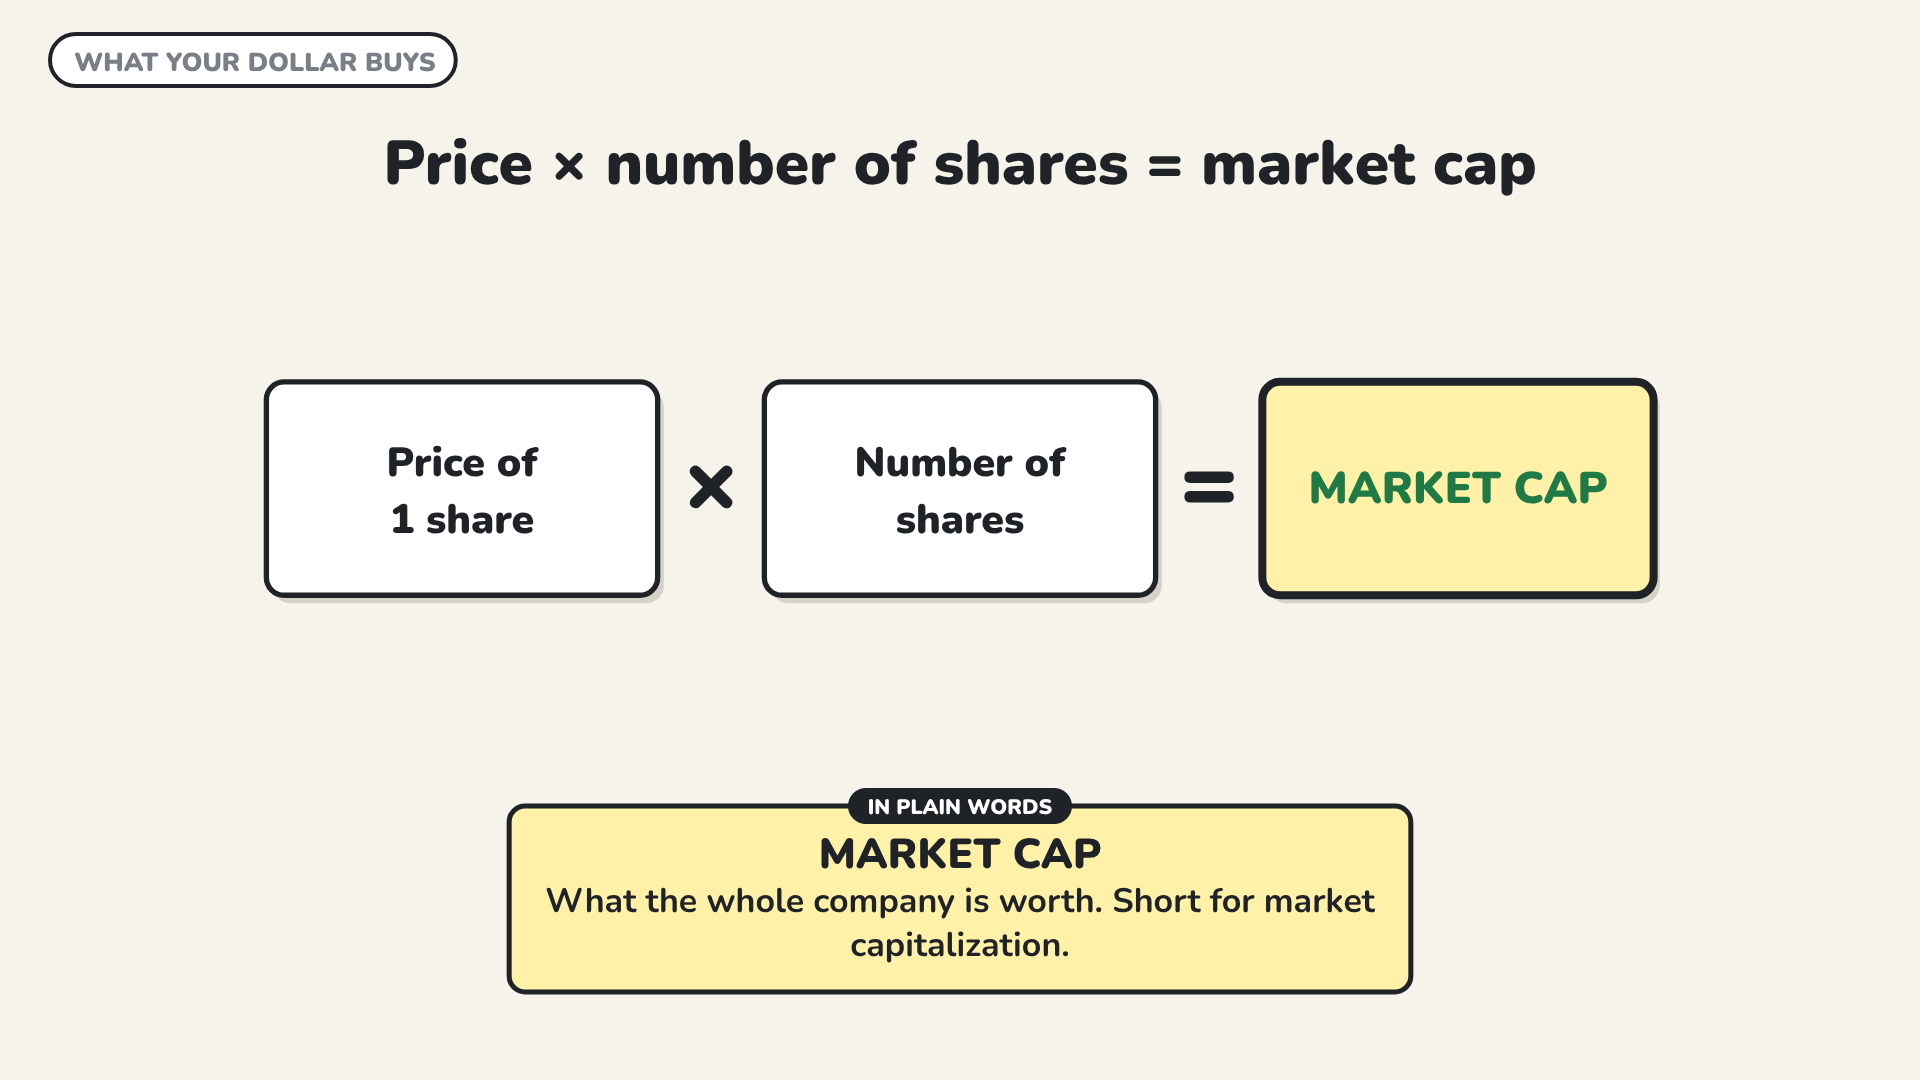 WHAT YOUR DOLLAR BUYS
Price × number of shares = market cap
Price of
1 share
×
Number of
shares
=
MARKET CAP
IN PLAIN WORDS
MARKET CAP
What the whole company is worth. Short for market
capitalization.